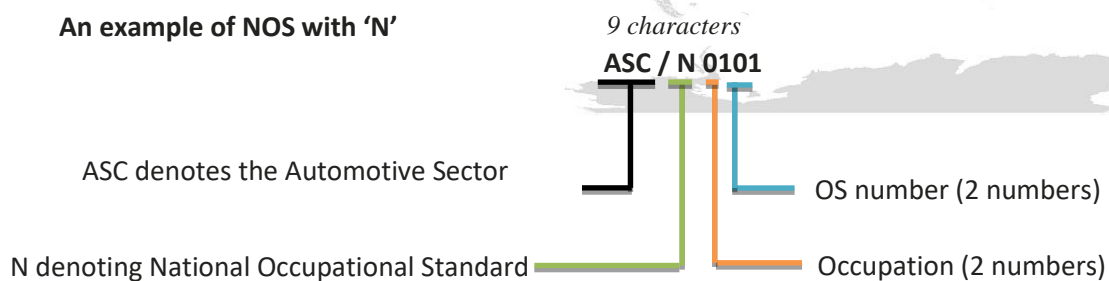 An example of NOS with ‘N’
9 characters
ASC / N 0101
ASC denotes the Automotive Sector
OS number (2 numbers)
N denoting National Occupational Standard
Occupation (2 numbers)